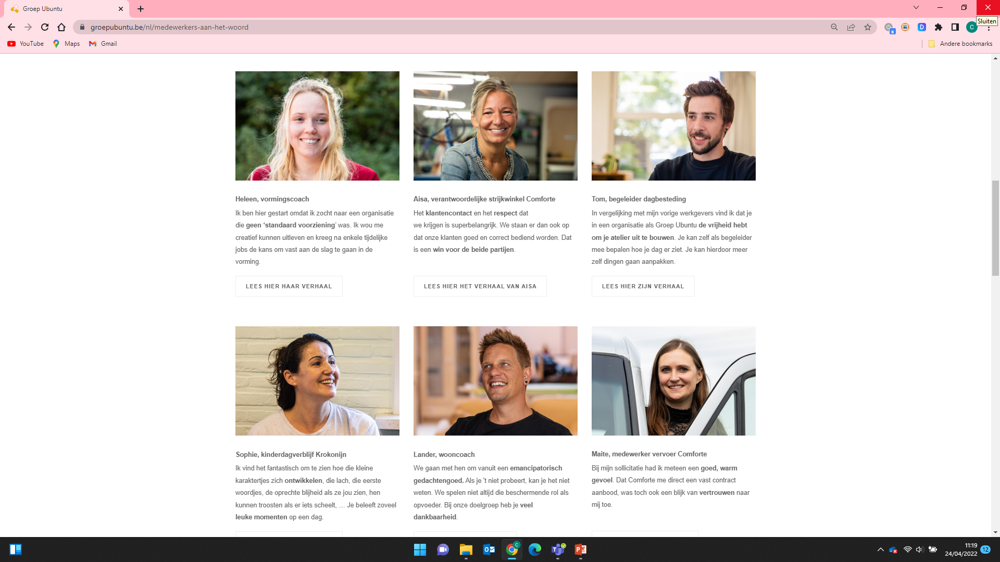 Groep Ubuntu
Sluiten
groepubuntu.be/nl/medewerkers-aan-het-woord
YouTube
Maps
Gmail
Andere bookmarks
Heleen, vormingscoach
Ik ben hier gestart omdat ik zocht naar een organisatie
die geen ‘standaard voorziening’ was. Ik wou me
creatief kunnen uitleven en kreeg na enkele tijdelijke
jobs de kans om vast aan de slag te gaan in de
vorming.
LEES HIER HAAR VERHAAL
Aisa, verantwoordelijke strijkwinkel Comforte
Het klantencontact en het respect dat
we krijgen is superbelangrijk. We staan er dan ook op
dat onze klanten goed en correct bediend worden. Dat
is een win voor de beide partijen.
LEES HIER HET VERHAAL VAN AISA
Tom, begeleider dagbesteding
In vergelijking met mijn vorige werkgevers vind ik dat je
in een organisatie als Groep Ubuntu de vrijheid hebt
om je atelier uit te bouwen. Je kan zelf als begeleider
mee bepalen hoe je dag er ziet. Je kan hierdoor meer
zelf dingen gaan aanpakken.
LEES HIER ZIJN VERHAAL
Sophie, kinderdagverblijf Krokonijn
Ik vind het fantastisch om te zien hoe die kleine
karaktertjes zich ontwikkelen, die lach, die eerste
woordjes, de oprechte blijheid als ze jou zien, hen
kunnen troosten als er iets scheelt, … Je beleeft zoveel
leuke momenten op een dag.
Lander, wooncoach
We gaan met hen om vanuit een emancipatorisch
gedachtengoed. Als je 't niet probeert, kan je het niet
weten. We spelen niet altijd die beschermende rol als
opvoeder. Bij onze doelgroep heb je veel
dankbaarheid.
Maite, medewerker vervoer Comforte
Bij mijn sollicitatie had ik meteen een goed, warm
gevoel. Dat Comforte me direct een vast contract
aanbood, was toch ook een blijk van vertrouwen naar
mij toe.
11:19
24/04/2022
12